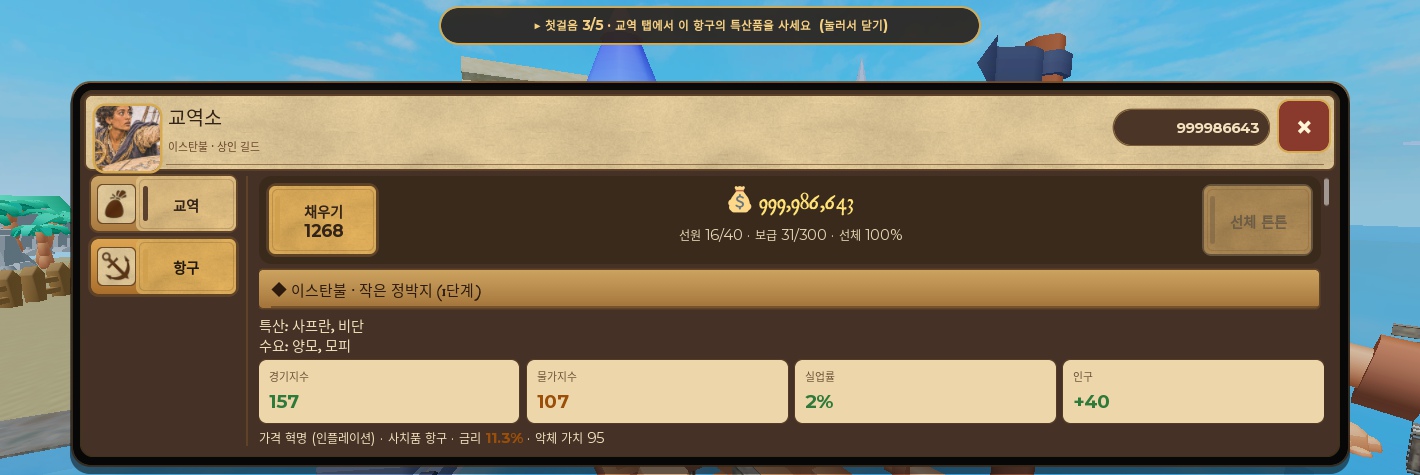 ▸ 첫걸음 3/5 · 교역 탭에서 이 항구의 특산품을 사세요 (눌러서 닫기)
교역소
이스탄불 · 상인 길드
999986643
×
교역
항구
채우기
1268
$ 999,986,643
선원 16/40 · 보급 31/300 · 선체 100%
선체 튼튼
◆ 이스탄불 · 작은 정박지 (1단계)
특산: 사프란, 비단
수요: 양모, 모피
경기지수
157
물가지수
107
실업률
2%
인구
+40
가격 혁명 (인플레이션) · 사치품 항구 · 금리 11.3% · 악체 가치 95